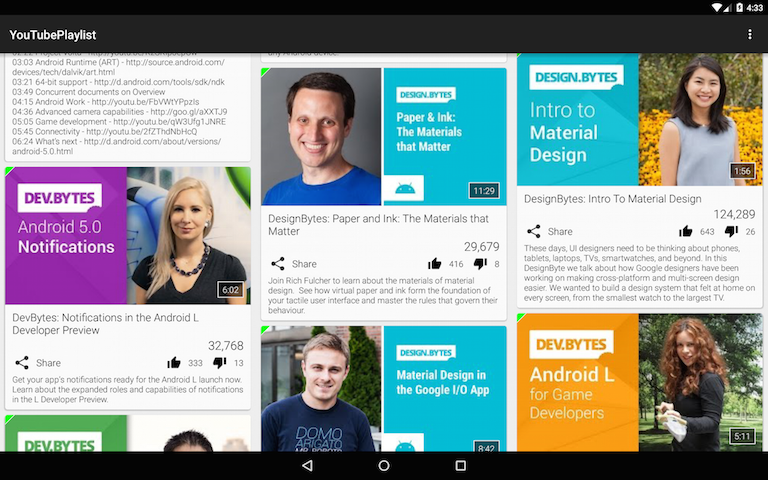 4:33
YouTubePlaylist
03:03 Android Runtime (ART) - http://source.android.com/
devices/tech/dalvik/art.html
03:21 64-bit support - http://d.android.com/tools/sdk/ndk
03:49 Concurrent documents on Overview
04:15 Android Work - http://youtu.be/FbVWtYPpzIs
04:36 Advanced camera capabilities - http://goo.gl/aXXTJ9
05:05 Game development - http://youtu.be/qW3Ufg1JNRE
05:45 Connectivity - http://youtu.be/2fZThdNbHcQ
06:24 What's next - http://d.android.com/about/versions/
android-5.0.html
DEV.BYTES
Android 5.0
Notifications
6:02
DevBytes: Notifications in the Android L
Developer Preview
32,768
Share
333
13
Get your app's notifications ready for the Android L launch now.
Learn about the expanded roles and capabilities of notifications
in the L Developer Preview.
DEV.BYTES
any Android device.
DESIGN.BYTES
Paper & Ink:
The Materials
that Matter
11:29
DesignBytes: Paper and Ink: The Materials that
Matter
29,679
Share
416
8
Join Rich Fulcher to learn about the materials of material
design. See how virtual paper and ink form the foundation of
your tactile user interface and master the rules that govern their
behaviour.
DESIGN.BYTES
Material Design in
the Google I/O App
DOMO
ARIGATO
MR. ROBOTO
8:42
DESIGN.BYTES
Intro to
Material
Design
1:56
DesignBytes: Intro To Material Design
124,289
Share
643
26
These days, UI designers need to be thinking about phones,
tablets, laptops, TVs, smartwatches, and beyond. In this
DesignByte we talk about how Google designers have been
working on making cross-platform and multi-screen design
easier. We wanted to build a design system that felt at home on
every screen, from the smallest watch to the largest TV.
DEV.BYTES
Android L
for Game
Developers
5:11